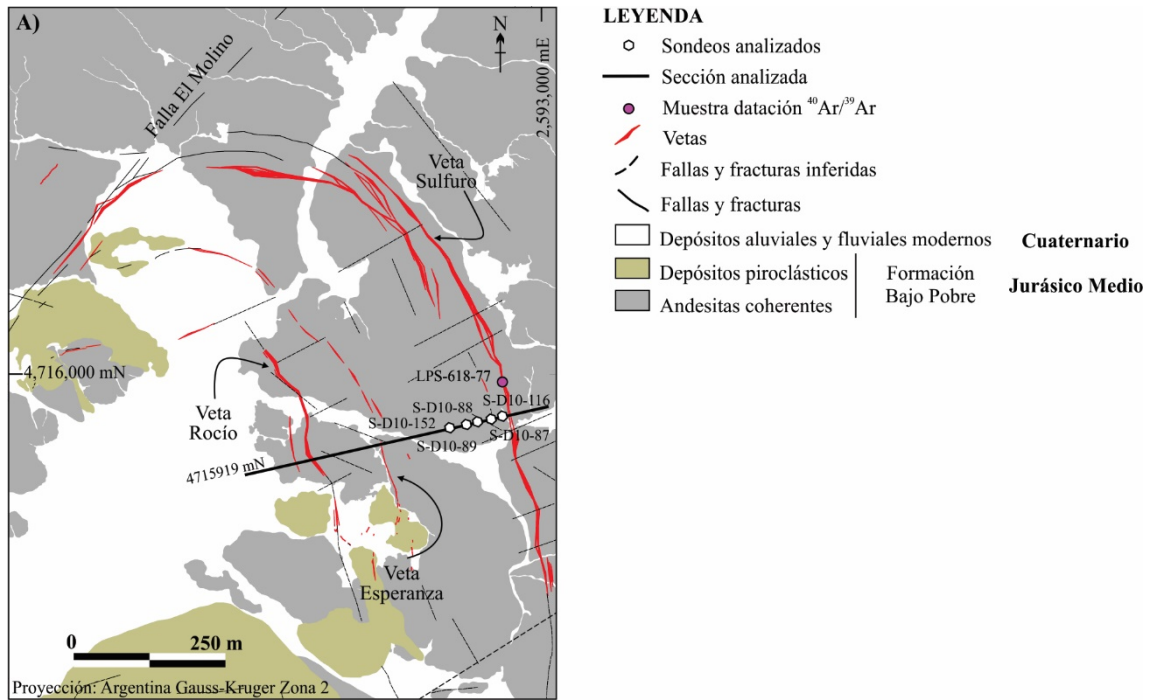 A)
N
2,593,000 mE
Falla El Molino
Veta
Sulfuro
4,716,000 mN
LPS-618-77
S-D10-116
S-D10-88
S-D10-152
S-D10-87
S-D10-89
Veta
Rocío
4715919 mN
Veta
Esperanza
0 250 m
Proyección: Argentina Gauss-Kruger Zona 2
LEYENDA
Sondeos analizados
Sección analizada
Muestra datación ⁴⁰Ar/³⁹Ar
Vetas
Fallas y fracturas inferidas
Fallas y fracturas
Depósitos aluviales y fluviales modernos Cuaternario
Depósitos piroclásticos
Andesitas coherentes
Formación
Bajo Pobre
Jurásico Medio